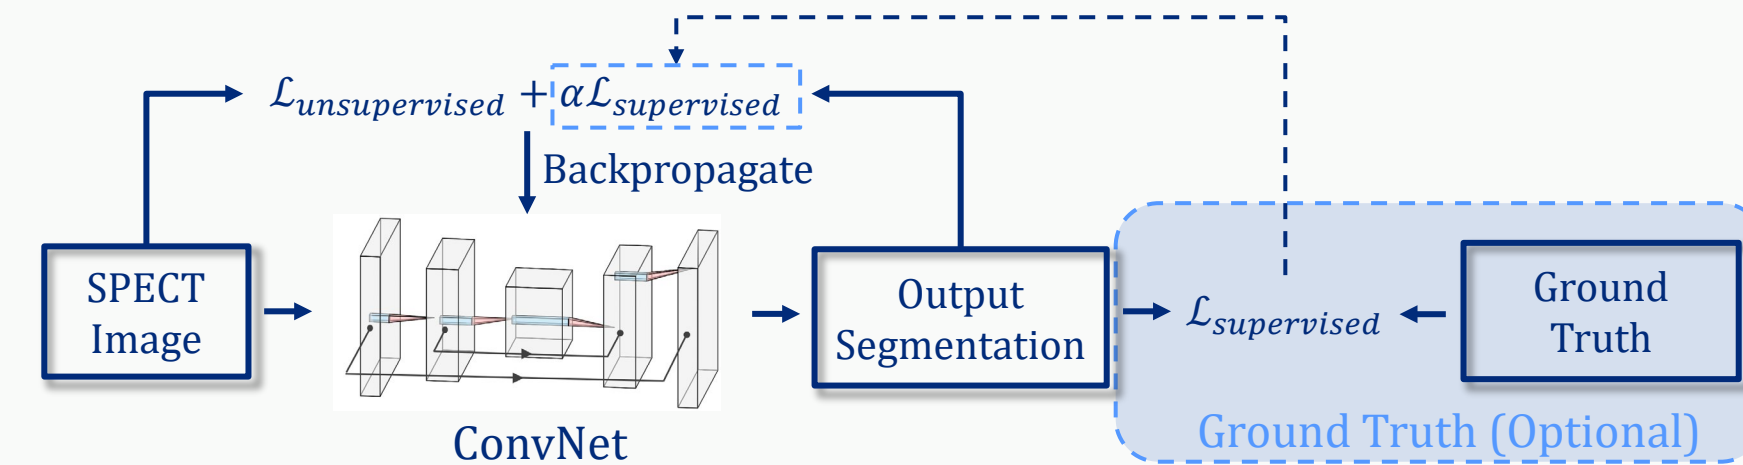 ℒunsupervised + αℒsupervised
Backpropagate
SPECT
Image
ConvNet
Output
Segmentation
ℒsupervised
Ground
Truth
Ground Truth (Optional)